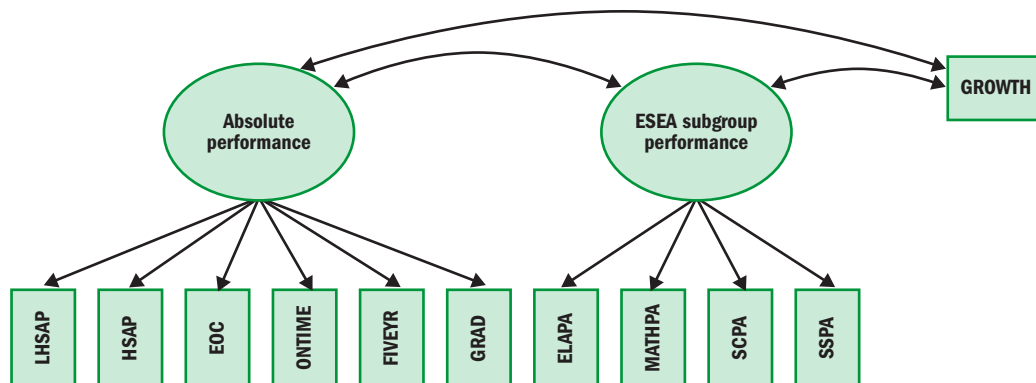 GROWTH
Absolute
performance
ESEA subgroup
performance
LHSAP
HSAP
EOC
ONTIME
FIVEYR
GRAD
ELAPA
MATHPA
SCPA
SSPA